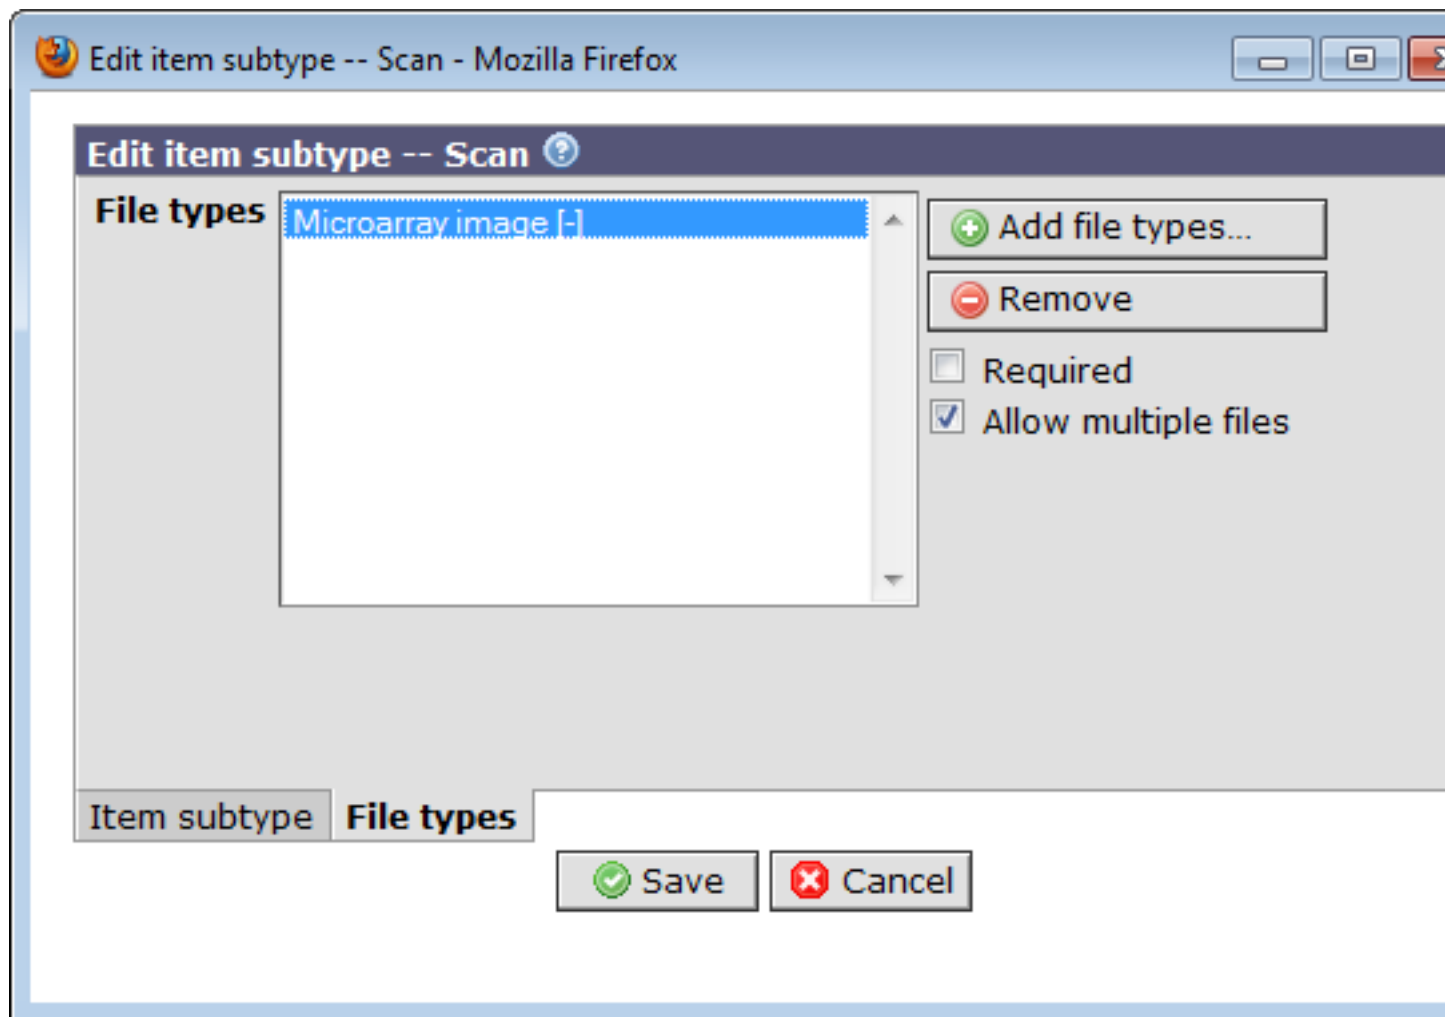 Edit item subtype -- Scan - Mozilla Firefox
Edit item subtype -- Scan
File types
Microarray image [-]
Add file types...
Remove
Required
Allow multiple files
Item subtype
File types
Save
Cancel